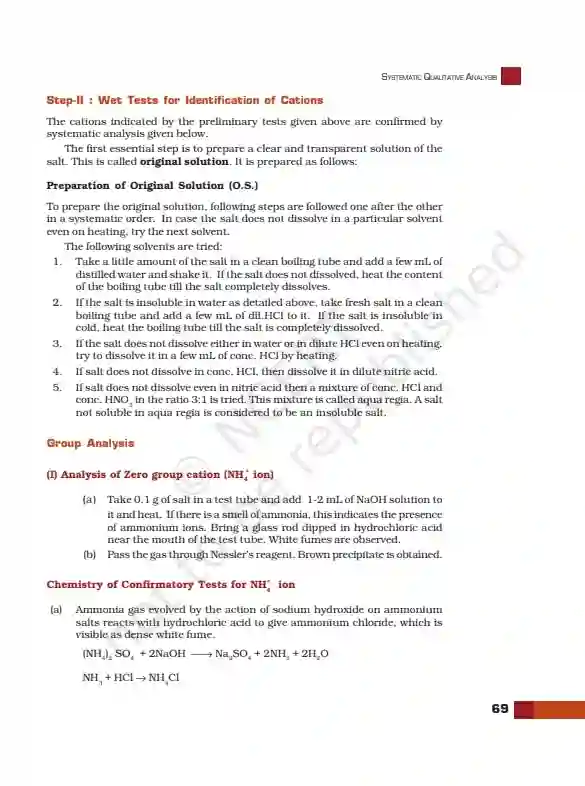 SYSTEMATIC QUALITATIVE ANALYSIS
Step-II : Wet Tests for Identification of Cations
The cations indicated by the preliminary tests given above are confirmed by
systematic analysis given below.
The first essential step is to prepare a clear and transparent solution of the
salt. This is called original solution. It is prepared as follows:
Preparation of Original Solution (O.S.)
To prepare the original solution, following steps are followed one after the other
in a systematic order. In case the salt does not dissolve in a particular solvent
even on heating, try the next solvent.
The following solvents are tried:
1. Take a little amount of the salt in a clean boiling tube and add a few mL of
distilled water and shake it. If the salt does not dissolved, heat the content
of the boiling tube till the salt completely dissolves.
2. If the salt is insoluble in water as detailed above, take fresh salt in a clean
boiling tube and add a few mL of dil.HCl to it. If the salt is insoluble in
cold, heat the boiling tube till the salt is completely dissolved.
3. If the salt does not dissolve either in water or in dilute HCl even on heating,
try to dissolve it in a few mL of conc. HCl by heating.
4. If salt does not dissolve in conc. HCl, then dissolve it in dilute nitric acid.
5. If salt does not dissolve even in nitric acid then a mixture of conc. HCl and
conc. HNO₃ in the ratio 3:1 is tried. This mixture is called aqua regia. A salt
not soluble in aqua regia is considered to be an insoluble salt.
Group Analysis
(I) Analysis of Zero group cation (NH₄⁺ ion)
(a) Take 0.1 g of salt in a test tube and add 1-2 mL of NaOH solution to
it and heat. If there is a smell of ammonia, this indicates the presence
of ammonium ions. Bring a glass rod dipped in hydrochloric acid
near the mouth of the test tube. White fumes are observed.
(b) Pass the gas through Nessler's reagent. Brown precipitate is obtained.
Chemistry of Confirmatory Tests for NH₄⁺ ion
(a) Ammonia gas evolved by the action of sodium hydroxide on ammonium
salts reacts with hydrochloric acid to give ammonium chloride, which is
visible as dense white fume.
(NH₄)₂ SO₄ + 2NaOH ⟶ Na₂SO₄ + 2NH₃ + 2H₂O
NH₃ + HCl → NH₄Cl
69
© NCERT
not to be republished